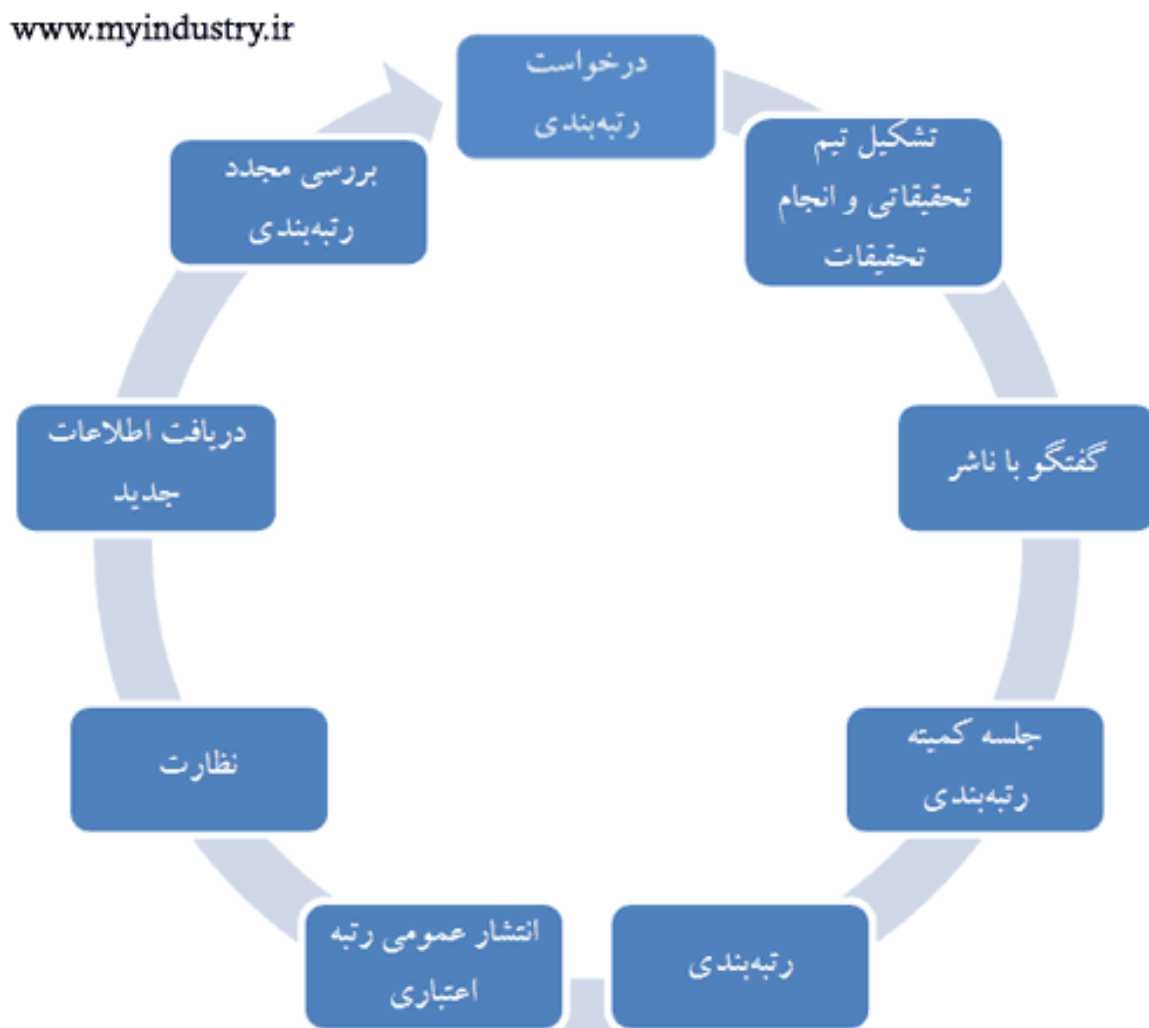 www.myindustry.ir
درخواست
رتبه‌بندی
تشکیل تیم
تحقیقاتی و انجام
تحقیقات
گفتگو با ناشر
جلسه کمیته
رتبه‌بندی
رتبه‌بندی
انتشار عمومی رتبه
اعتباری
نظارت
دریافت اطلاعات
جدید
بررسی مجدد
رتبه‌بندی